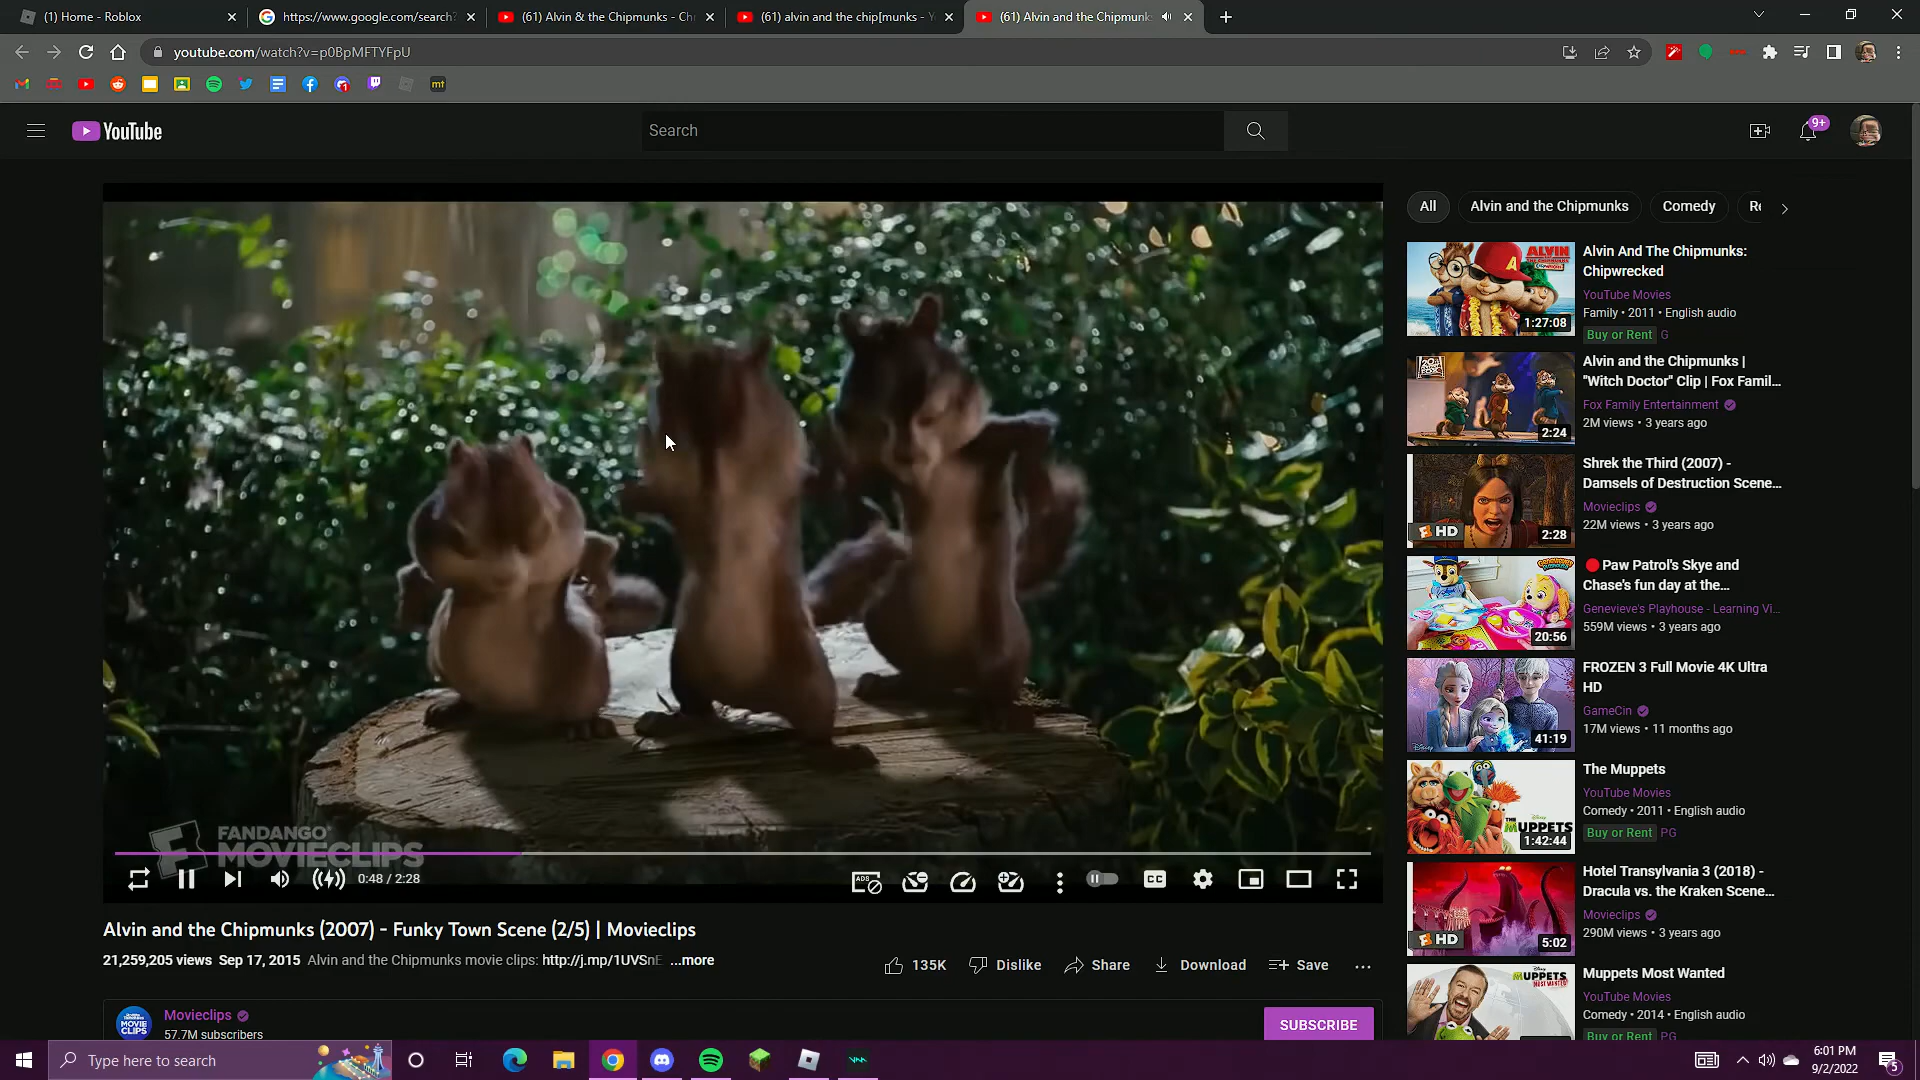 (1) Home - Roblox
https://www.google.com/search?
(61) Alvin & the Chipmunks - Ch
(61) alvin and the chip[munks - Y
(61) Alvin and the Chipmunk
youtube.com/watch?v=p0BpMFTYFpU
YouTube
Search
9+
All
Alvin and the Chipmunks
Comedy
Alvin And The Chipmunks:
Chipwrecked
YouTube Movies
Family • 2011 • English audio
Buy or Rent G
1:27:08
Alvin and the Chipmunks |
"Witch Doctor" Clip | Fox Famil...
Fox Family Entertainment
2M views • 3 years ago
2:24
Shrek the Third (2007) -
Damsels of Destruction Scene...
Movieclips
22M views • 3 years ago
HD
2:28
🔴Paw Patrol's Skye and
Chase's fun day at the...
Genevieve's Playhouse - Learning Vi...
559M views • 3 years ago
20:56
FROZEN 3 Full Movie 4K Ultra
HD
GameCin
17M views • 11 months ago
41:19
The Muppets
YouTube Movies
Comedy • 2011 • English audio
Buy or Rent PG
THE MUPPETS
1:42:44
Hotel Transylvania 3 (2018) -
Dracula vs. the Kraken Scene...
Movieclips
290M views • 3 years ago
HD
5:02
Muppets Most Wanted
YouTube Movies
Comedy • 2014 • English audio
Buy or Rent PG
FANDANGO
MOVIECLIPS
0:48 / 2:28
ADS
CC
Alvin and the Chipmunks (2007) - Funky Town Scene (2/5) | Movieclips
21,259,205 views Sep 17, 2015 Alvin and the Chipmunks movie clips: http://j.mp/1UVSnE ...more
135K
Dislike
Share
Download
Save
MOVIE
CLIPS
Movieclips
57.7M subscribers
SUBSCRIBE
Type here to search
6:01 PM
9/2/2022
5